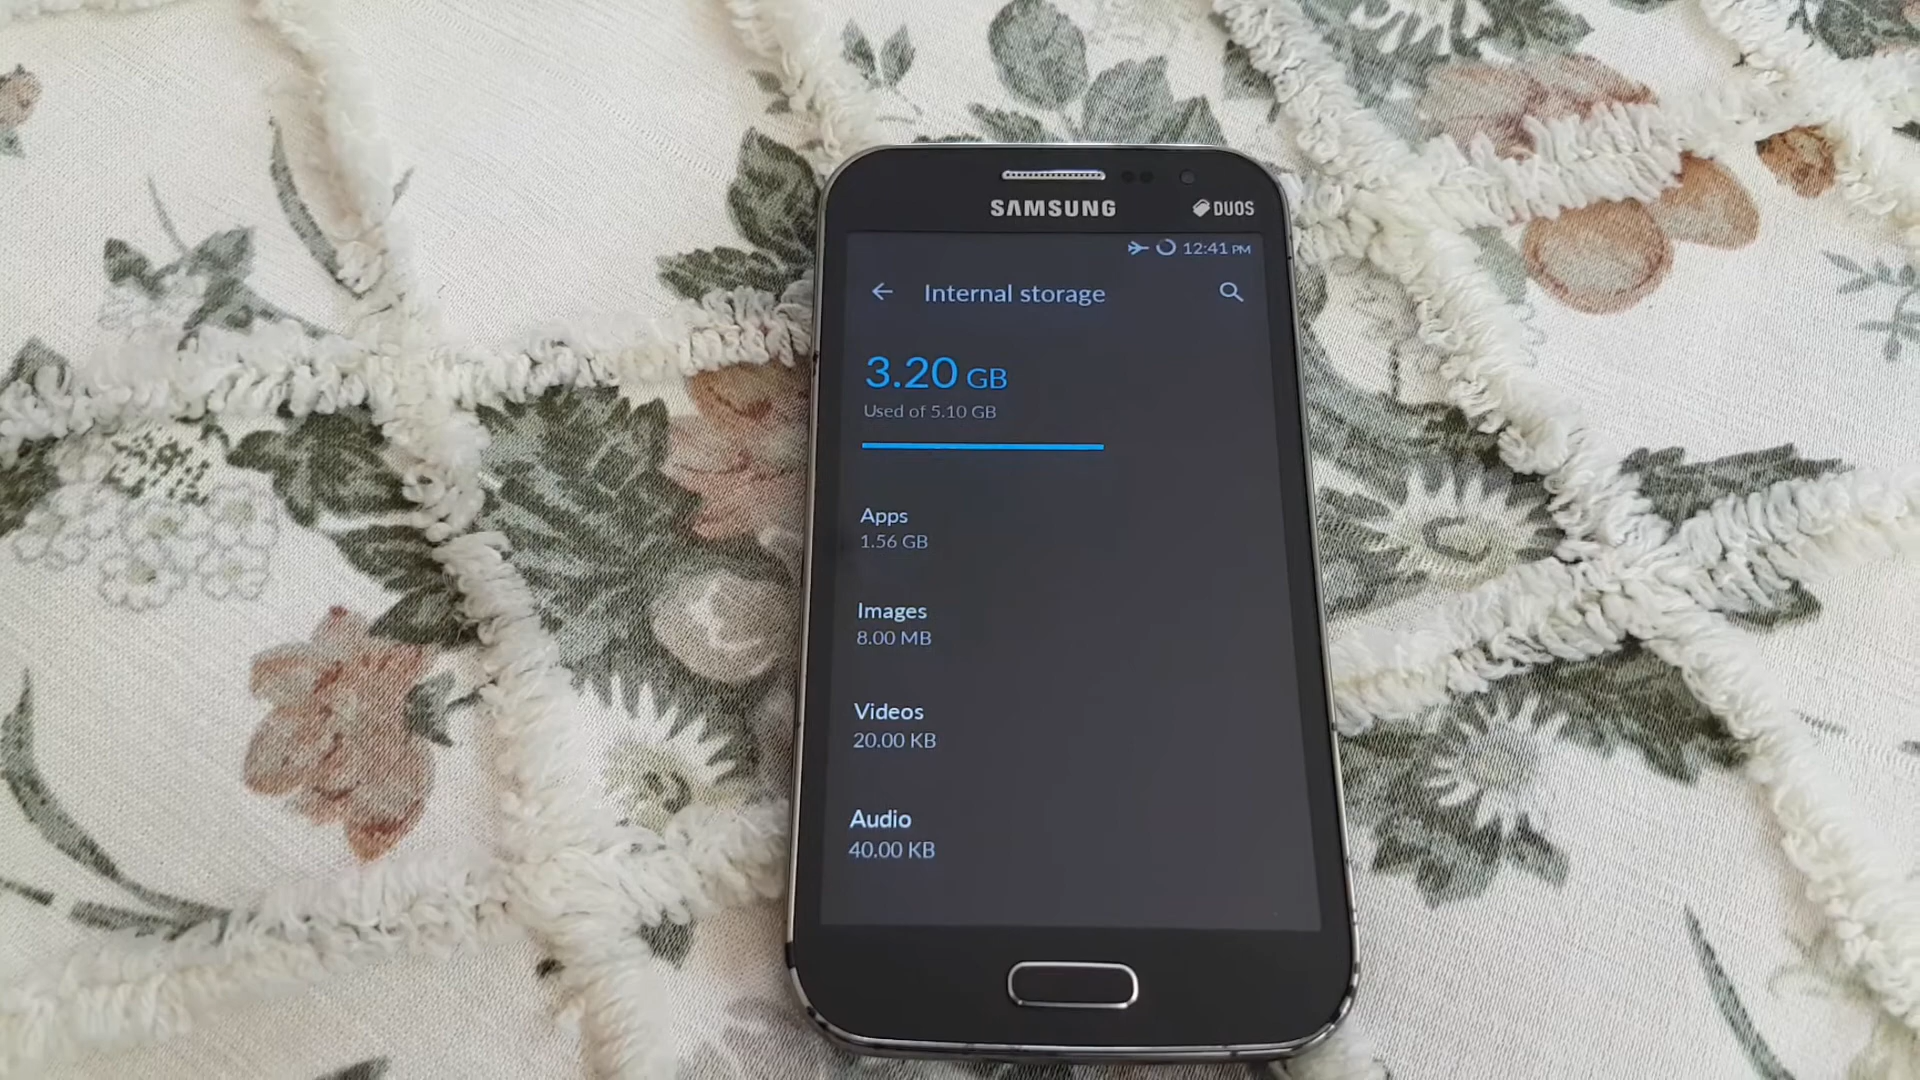 SAMSUNG
DUOS
12:41 PM
Internal storage
3.20 GB
Used of 5.10 GB
Apps
1.56 GB
Images
8.00 MB
Videos
20.00 KB
Audio
40.00 KB